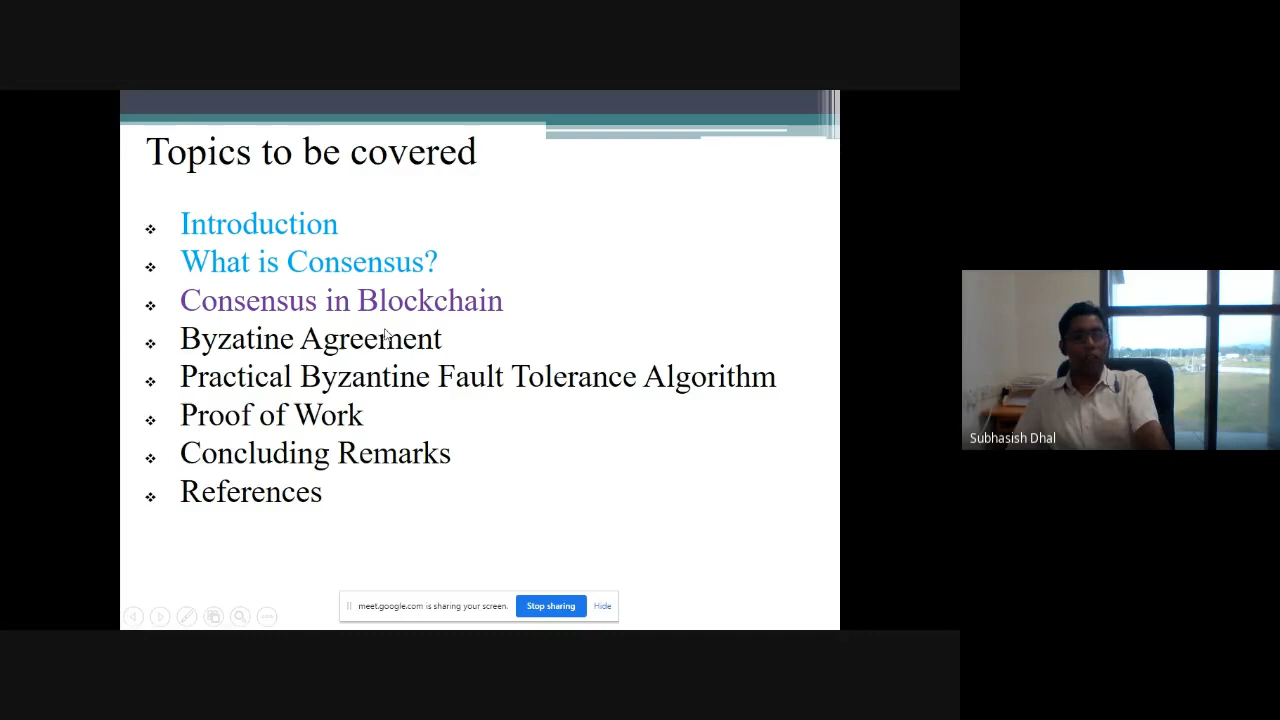 Topics to be covered
Introduction
What is Consensus?
Consensus in Blockchain
Byzatine Agreement
Practical Byzantine Fault Tolerance Algorithm
Proof of Work
Concluding Remarks
References
meet.google.com is sharing your screen. Stop sharing Hide
Subhasish Dhal